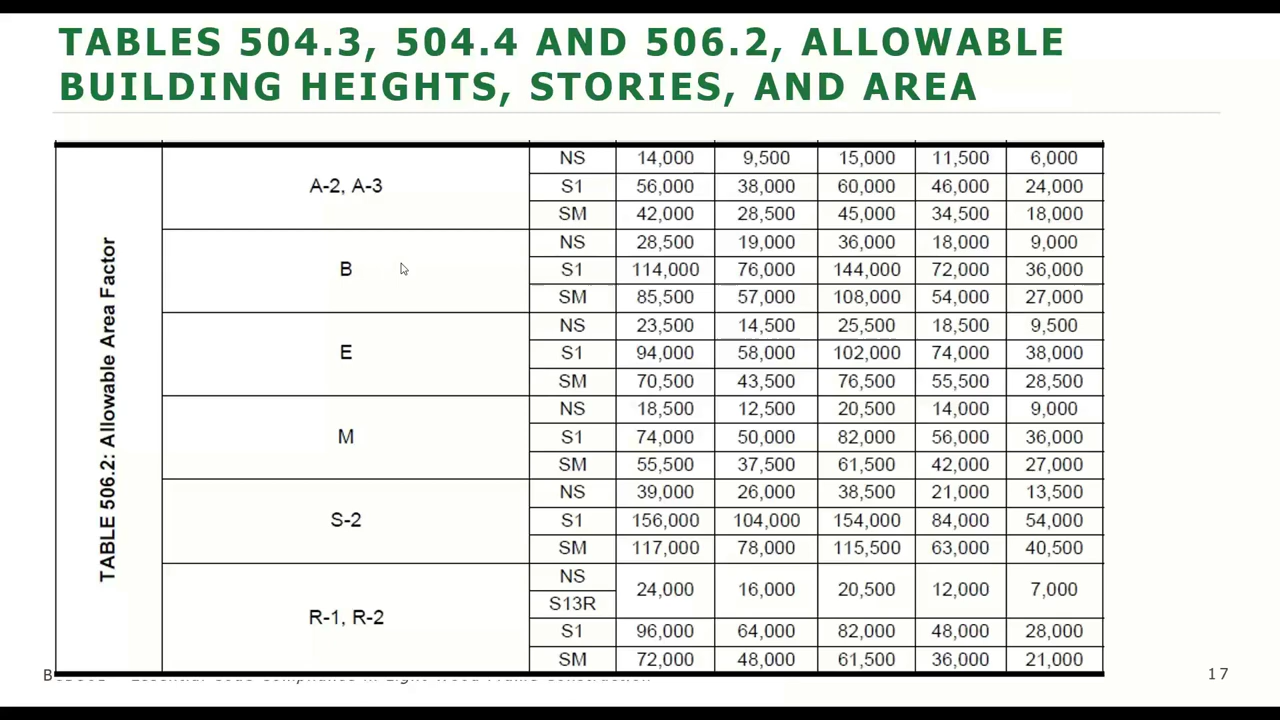 TABLES 504.3, 504.4 AND 506.2, ALLOWABLE
BUILDING HEIGHTS, STORIES, AND AREA
TABLE 506.2: Allowable Area Factor
A-2, A-3
NS 14,000 9,500 15,000 11,500 6,000
S1 56,000 38,000 60,000 46,000 24,000
SM 42,000 28,500 45,000 34,500 18,000
B
NS 28,500 19,000 36,000 18,000 9,000
S1 114,000 76,000 144,000 72,000 36,000
SM 85,500 57,000 108,000 54,000 27,000
E
NS 23,500 14,500 25,500 18,500 9,500
S1 94,000 58,000 102,000 74,000 38,000
SM 70,500 43,500 76,500 55,500 28,500
M
NS 18,500 12,500 20,500 14,000 9,000
S1 74,000 50,000 82,000 56,000 36,000
SM 55,500 37,500 61,500 42,000 27,000
S-2
NS 39,000 26,000 38,500 21,000 13,500
S1 156,000 104,000 154,000 84,000 54,000
SM 117,000 78,000 115,500 63,000 40,500
R-1, R-2
NS
S13R 24,000 16,000 20,500 12,000 7,000
S1 96,000 64,000 82,000 48,000 28,000
SM 72,000 48,000 61,500 36,000 21,000
Essential Code Compliance in Light Wood Frame Construction
17